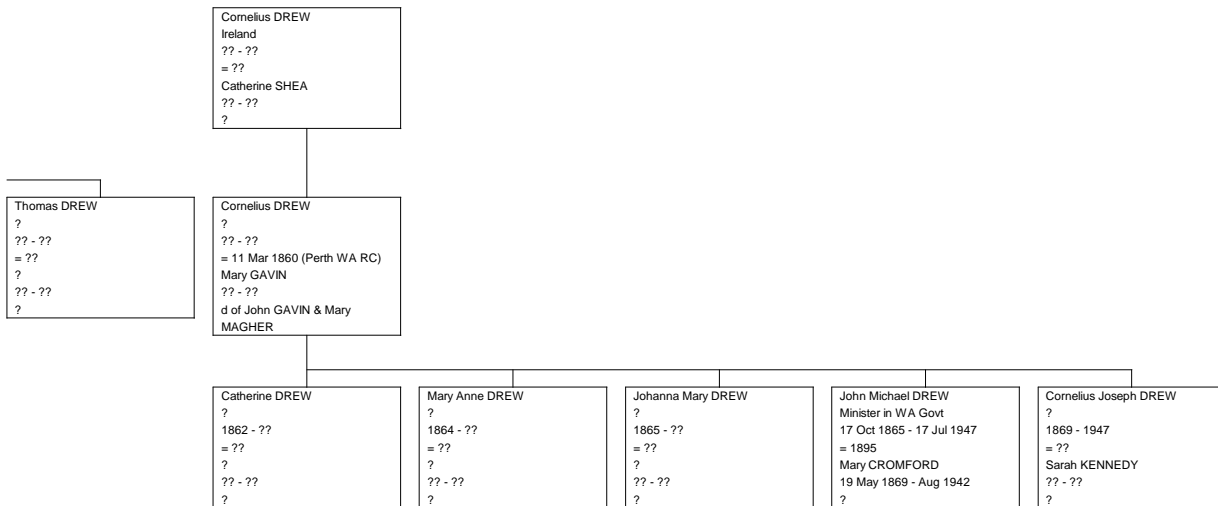 Cornelius DREW
Ireland
?? - ??
= ??
Catherine SHEA
?? - ??
?
Thomas DREW
?
?? - ??
= ??
?
?? - ??
?
Cornelius DREW
?
?? - ??
= 11 Mar 1860 (Perth WA RC)
Mary GAVIN
?? - ??
d of John GAVIN & Mary
MAGHER
Catherine DREW
?
1862 - ??
= ??
?
?? - ??
?
Mary Anne DREW
?
1864 - ??
= ??
?
?? - ??
?
Johanna Mary DREW
?
1865 - ??
= ??
?
?? - ??
?
John Michael DREW
Minister in WA Govt
17 Oct 1865 - 17 Jul 1947
= 1895
Mary CROMFORD
19 May 1869 - Aug 1942
?
Cornelius Joseph DREW
?
1869 - 1947
= ??
Sarah KENNEDY
?? - ??
?